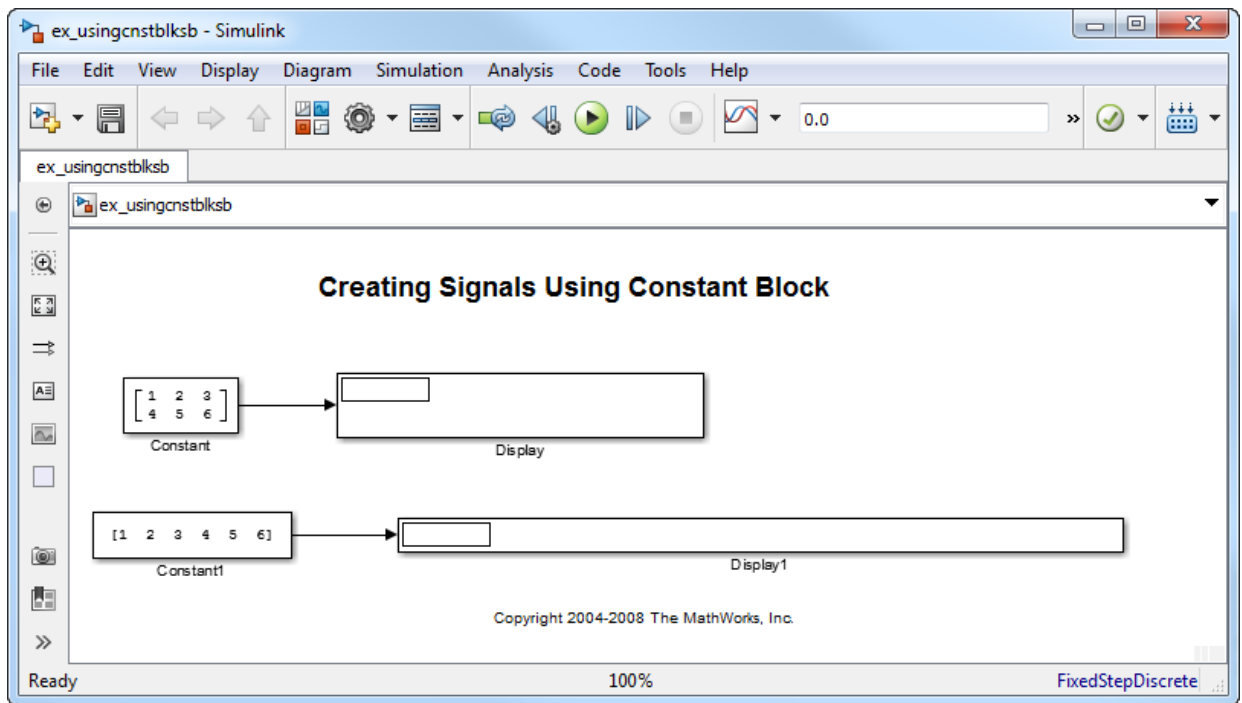 ex_usingcnstblksb - Simulink
File Edit View Display Diagram Simulation Analysis Code Tools Help
0.0 »
ex_usingcnstblksb
ex_usingcnstblksb
Creating Signals Using Constant Block
1 2 3
4 5 6
Constant
Display
[1 2 3 4 5 6]
Constant1
Display1
Copyright 2004-2008 The MathWorks, Inc.
Ready 100% FixedStepDiscrete